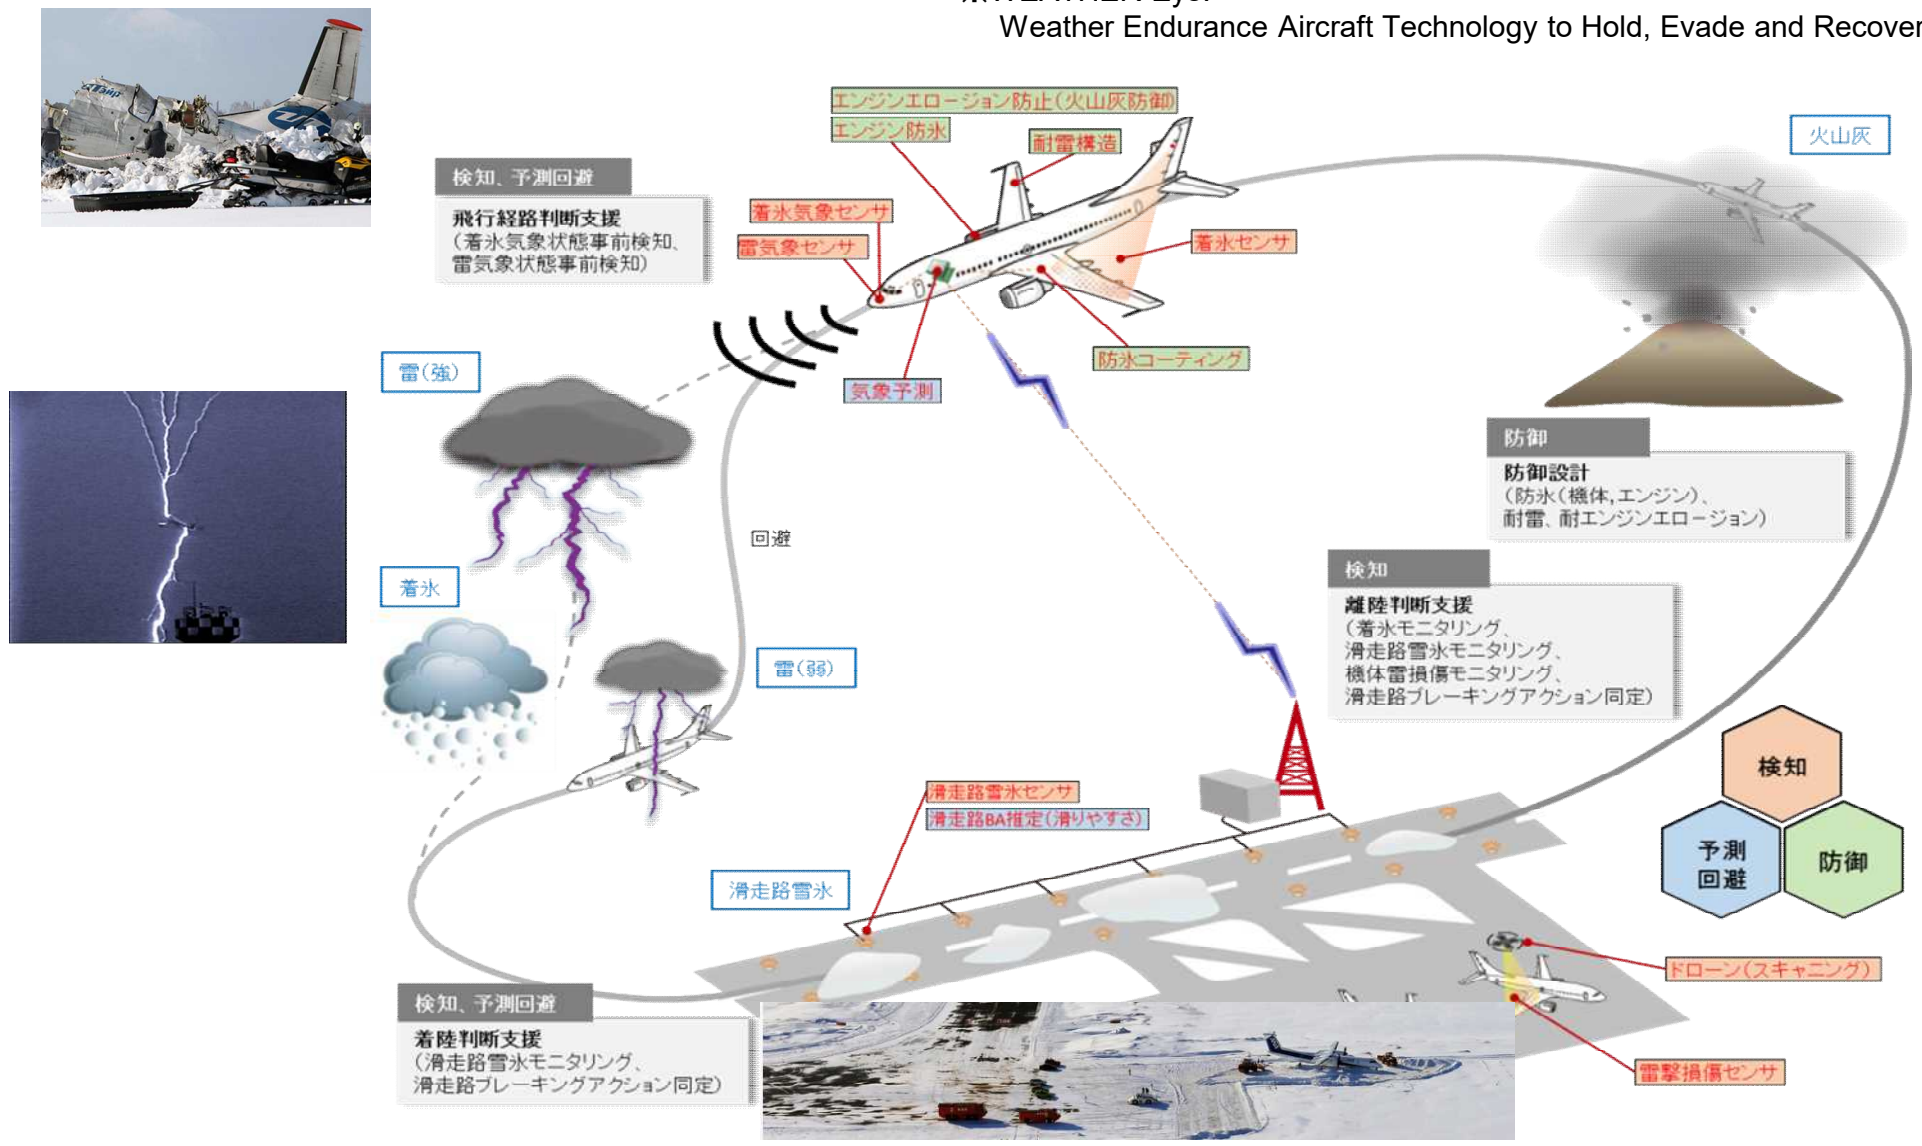 Weather Endurance Aircraft Technology to Hold, Evade and Recover
エンジンエロージョン防止(火山灰防御)
エンジン防氷
耐雷構造
火山灰
検知、予測回避
飛行経路判断支援
(着氷気象状態事前検知、
雷気象状態事前検知)
着氷気象センサ
雷気象センサ
着氷センサ
防氷コーティング
気象予測
雷(強)
防御
防御設計
(防氷(機体,エンジン)、
耐雷、耐エンジンエロージョン)
回避
検知
離陸判断支援
(着氷モニタリング、
滑走路雪氷モニタリング、
機体雷損傷モニタリング、
滑走路ブレーキングアクション同定)
着氷
雷(弱)
検知
予測
回避
防御
滑走路雪氷センサ
滑走路BA推定(滑りやすさ)
滑走路雪氷
ドローン(スキャニング)
検知、予測回避
着陸判断支援
(滑走路雪氷モニタリング、
滑走路ブレーキングアクション同定)
雷撃損傷センサ